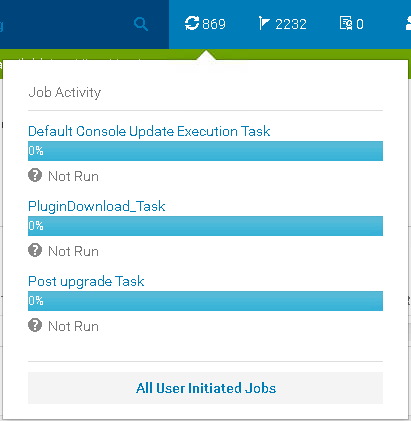 869 2232 0
Job Activity
Default Console Update Execution Task
0%
Not Run
PluginDownload_Task
0%
Not Run
Post upgrade Task
0%
Not Run
All User Initiated Jobs